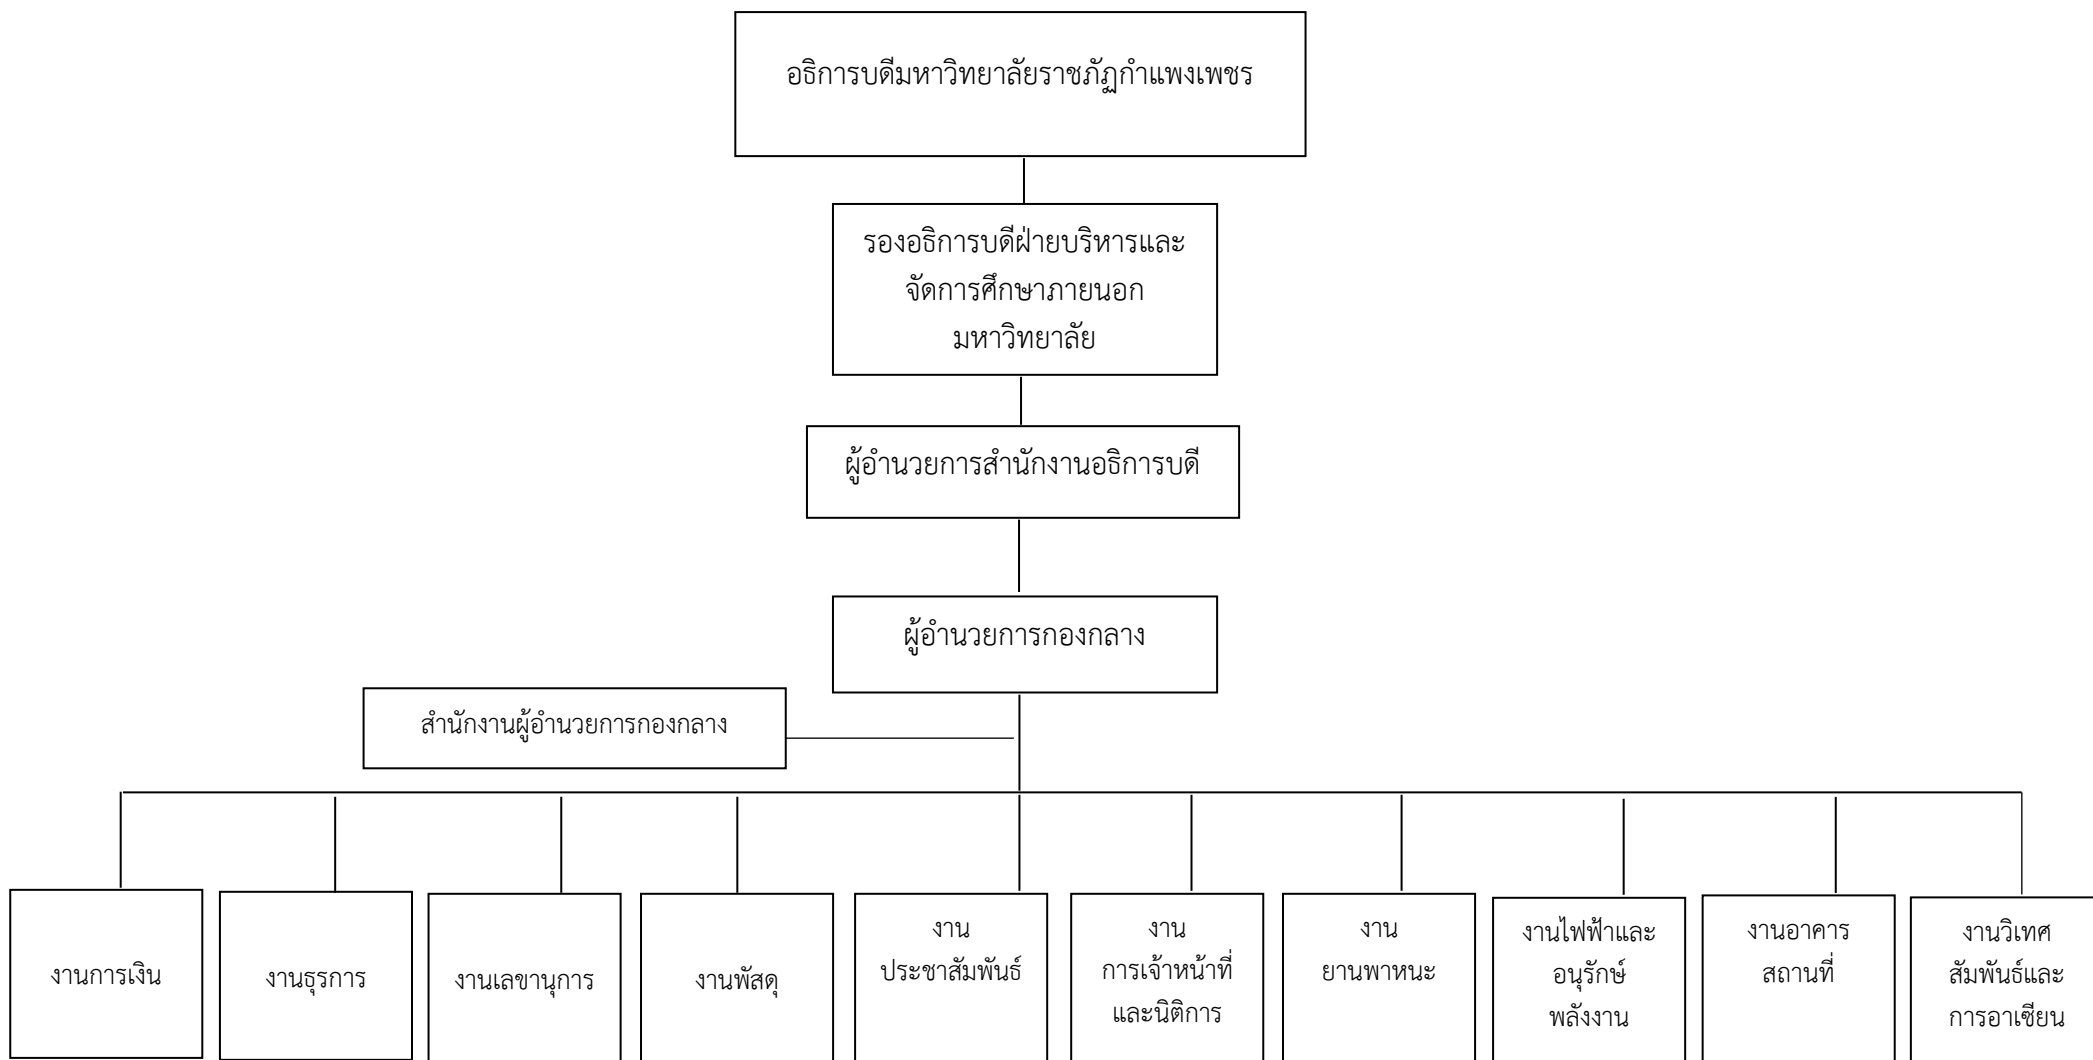 อธิการบดีมหาวิทยาลัยราชภัฏกำแพงเพชร
รองอธิการบดีฝ่ายบริหารและ
จัดการศึกษาภายนอก
มหาวิทยาลัย
ผู้อำนวยการสำนักงานอธิการบดี
ผู้อำนวยการกองกลาง
สำนักงานผู้อำนวยการกองกลาง
งานการเงิน
งานธุรการ
งานเลขานุการ
งานพัสดุ
งาน
ประชาสัมพันธ์
งาน
การเจ้าหน้าที่
และนิติการ
งาน
ยานพาหนะ
งานไฟฟ้าและ
อนุรักษ์
พลังงาน
งานอาคาร
สถานที่
งานวิเทศ
สัมพันธ์และ
การอาเซียน